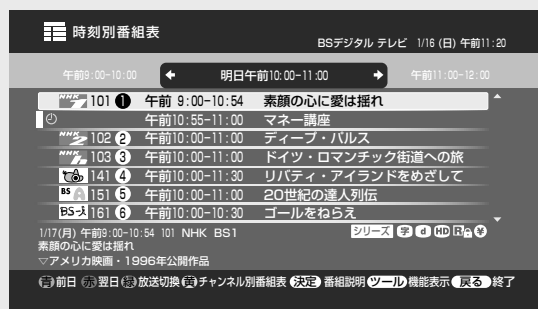 時刻別番組表
BSデジタル テレビ 1/16 (日) 午前11:20
午前9:00-10:00 明日午前10:00-11:00 午前11:00-12:00
NHK 101 1 午前 9:00-10:54 素顔の心に愛は揺れ
午前10:55-11:00 マネー講座
NHK 2 102 2 午前10:00-11:00 ディープ・パルス
NHK h 103 3 午前10:00-11:00 ドイツ・ロマンチック街道への旅
141 4 午前10:00-11:30 リバティ・アイランドをめざして
BS A 151 5 午前10:00-11:00 20世紀の達人列伝
BS-i 161 6 午前10:00-10:30 ゴールをねらえ
1/17(月) 午前9:00-10:54 101 NHK BS1 シリーズ 字 d HD R ¥
素顔の心に愛は揺れ
▽アメリカ映画・1996年公開作品
青 前日 赤 翌日 緑 放送切換 黄 チャンネル別番組表 決定 番組説明 ツール 機能表示 戻る 終了